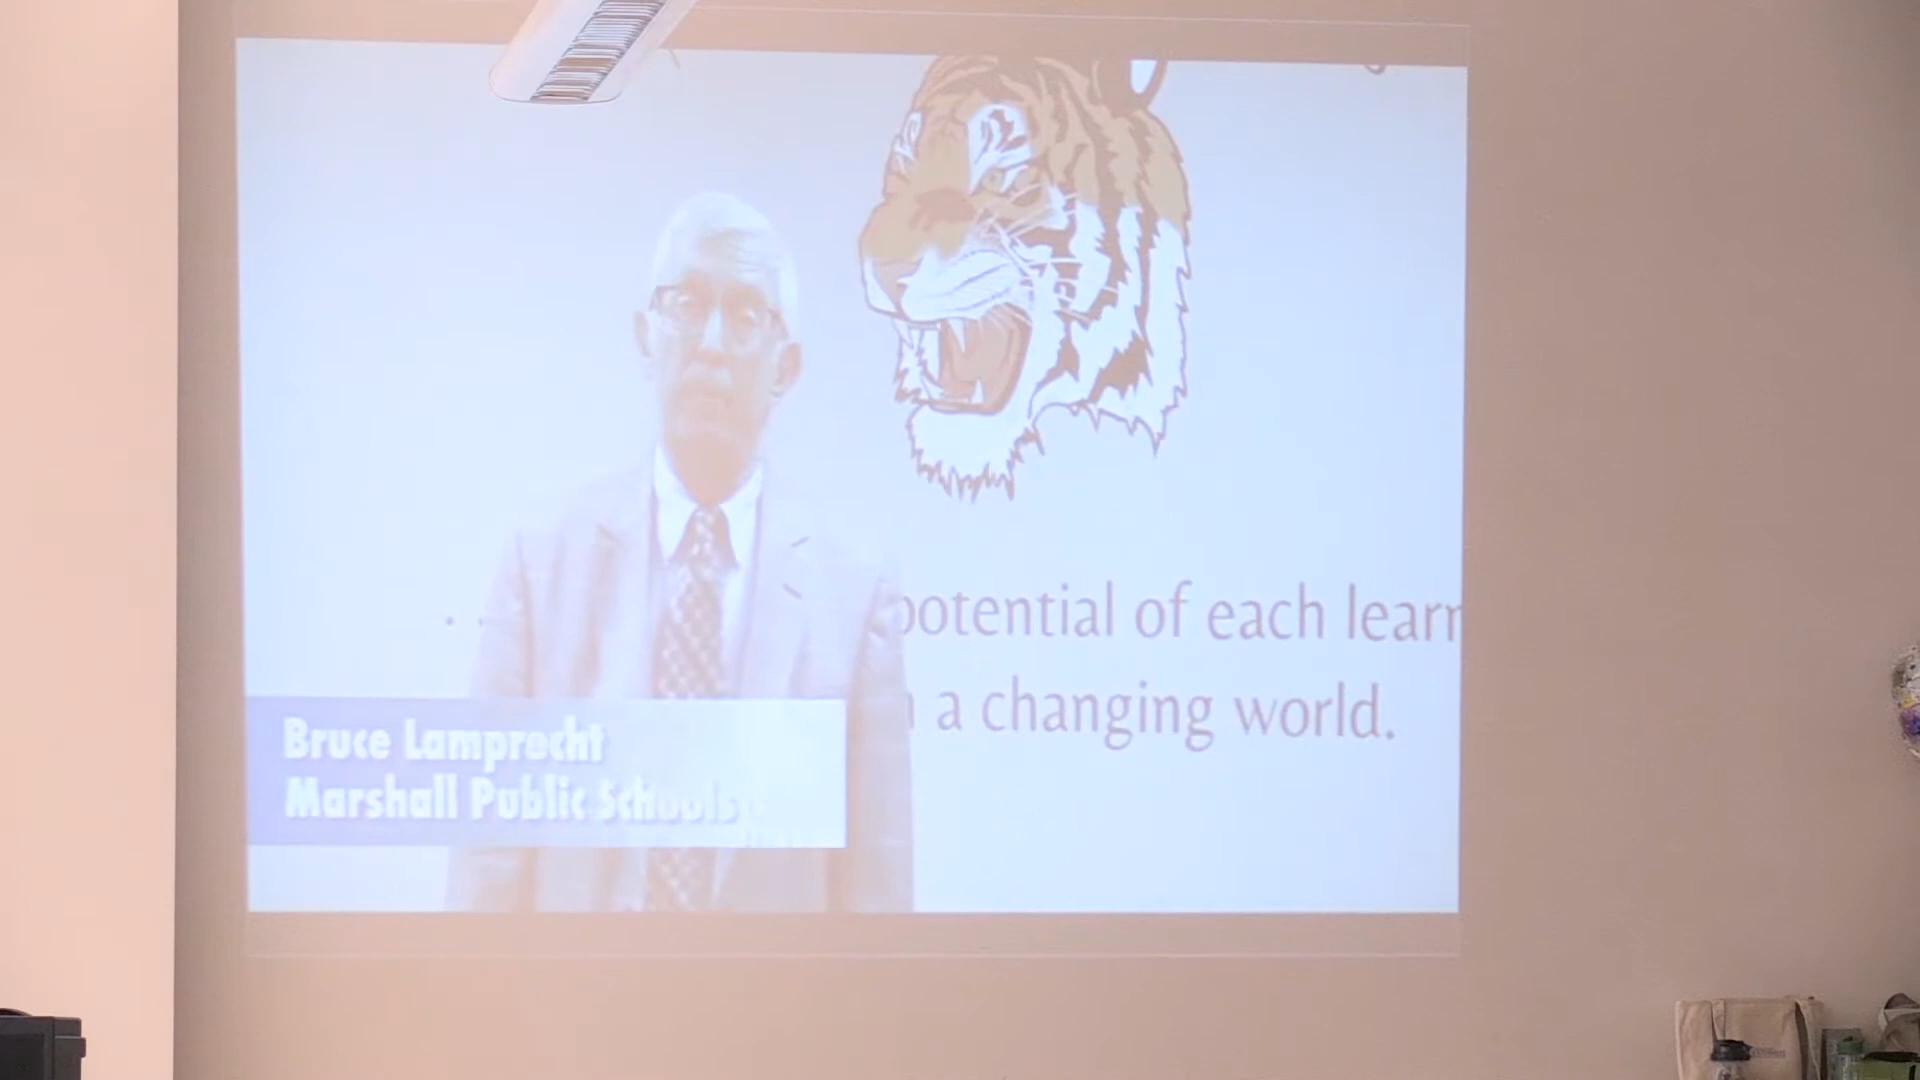 potential of each learn
a changing world.
Bruce Lamprecht
Marshall Public Schools